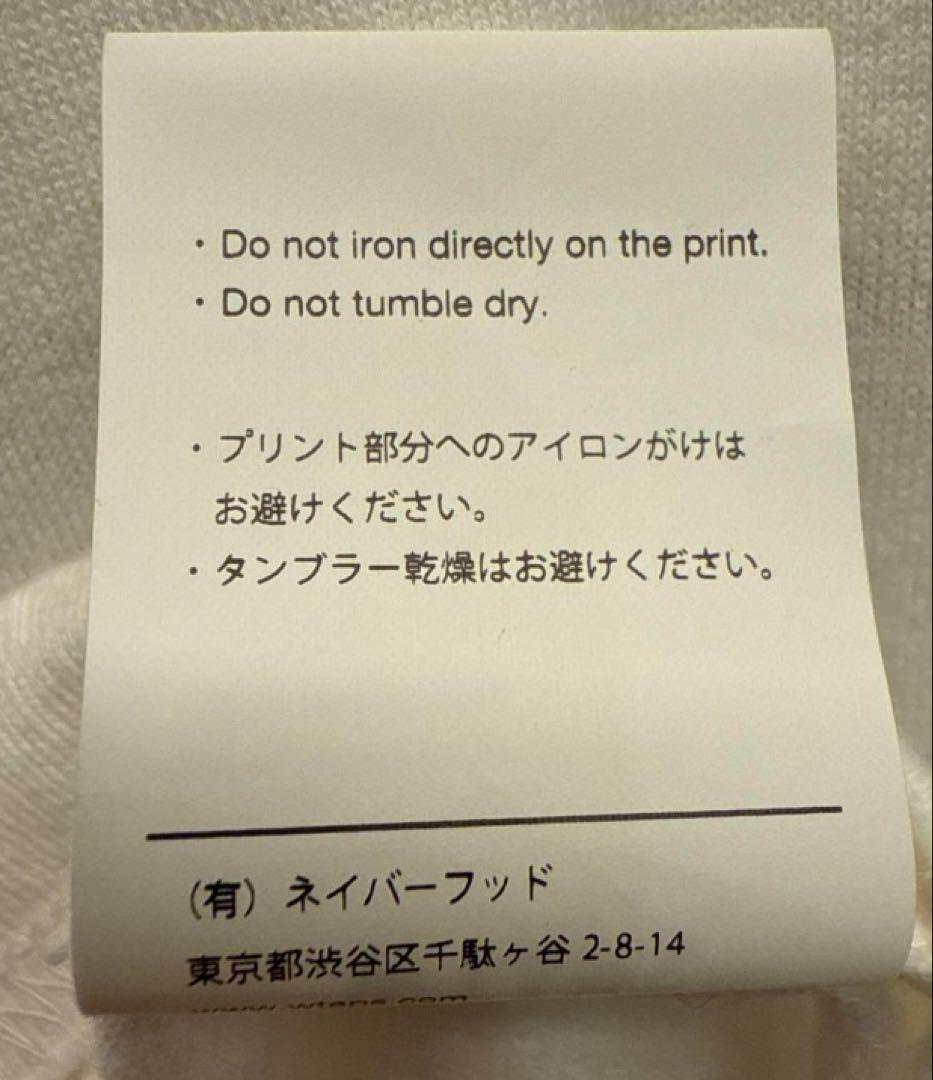 ・Do not iron directly on the print.
・Do not tumble dry.
・プリント部分へのアイロンがけは
お避けください。
・タンブラー乾燥はお避けください。
（有）ネイバーフッド
東京都渋谷区千駄ヶ谷 2-8-14
www.wtaps.com